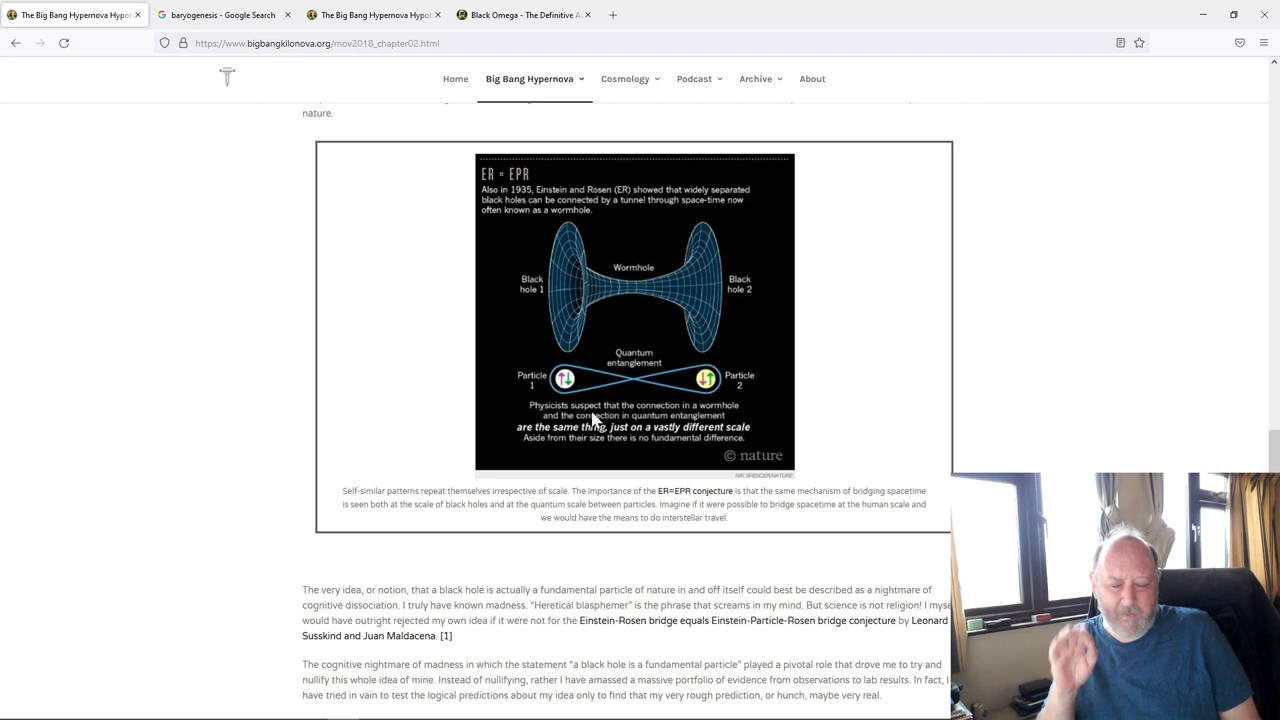 The Big Bang Hypernova Hypot
baryogenesis - Google Search
The Big Bang Hypernova Hypot
Black Omega - The Definitive A
https://www.bigbangkilonova.org/mov2018_chapter02.html
Home
Big Bang Hypernova
Cosmology
Podcast
Archive
About
nature.
ER = EPR
Also in 1935, Einstein and Rosen (ER) showed that widely separated
black holes can be connected by a tunnel through space-time now
often known as a wormhole.
Wormhole
Black
hole 1
Black
hole 2
Quantum
entanglement
Particle
1
Particle
2
Physicists suspect that the connection in a wormhole
and the connection in quantum entanglement
are the same thing, just on a vastly different scale.
Aside from their size there is no fundamental difference.
© nature
Self-similar patterns repeat themselves irrespective of scale. The importance of the ER=EPR conjecture is that the same mechanism of bridging spacetime
is seen both at the scale of black holes and at the quantum scale between particles. Imagine if it were possible to bridge spacetime at the human scale and
we would have the means to do interstellar travel.
The very idea, or notion, that a black hole is actually a fundamental particle of nature in and off itself could best be described as a nightmare of
cognitive dissociation. I truly have known madness. “Heretical blasphemer” is the phrase that screams in my mind. But science is not religion! I myse
would have outright rejected my own idea if it were not for the Einstein-Rosen bridge equals Einstein-Particle-Rosen bridge conjecture by Leonard
Susskind and Juan Maldacena. [1]
The cognitive nightmare of madness in which the statement “a black hole is a fundamental particle” played a pivotal role that drove me to try and
nullify this whole idea of mine. Instead of nullifying, rather I have amassed a massive portfolio of evidence from observations to lab results. In fact, I
have tried in vain to test the logical predictions about my idea only to find that my very rough prediction, or hunch, maybe very real.